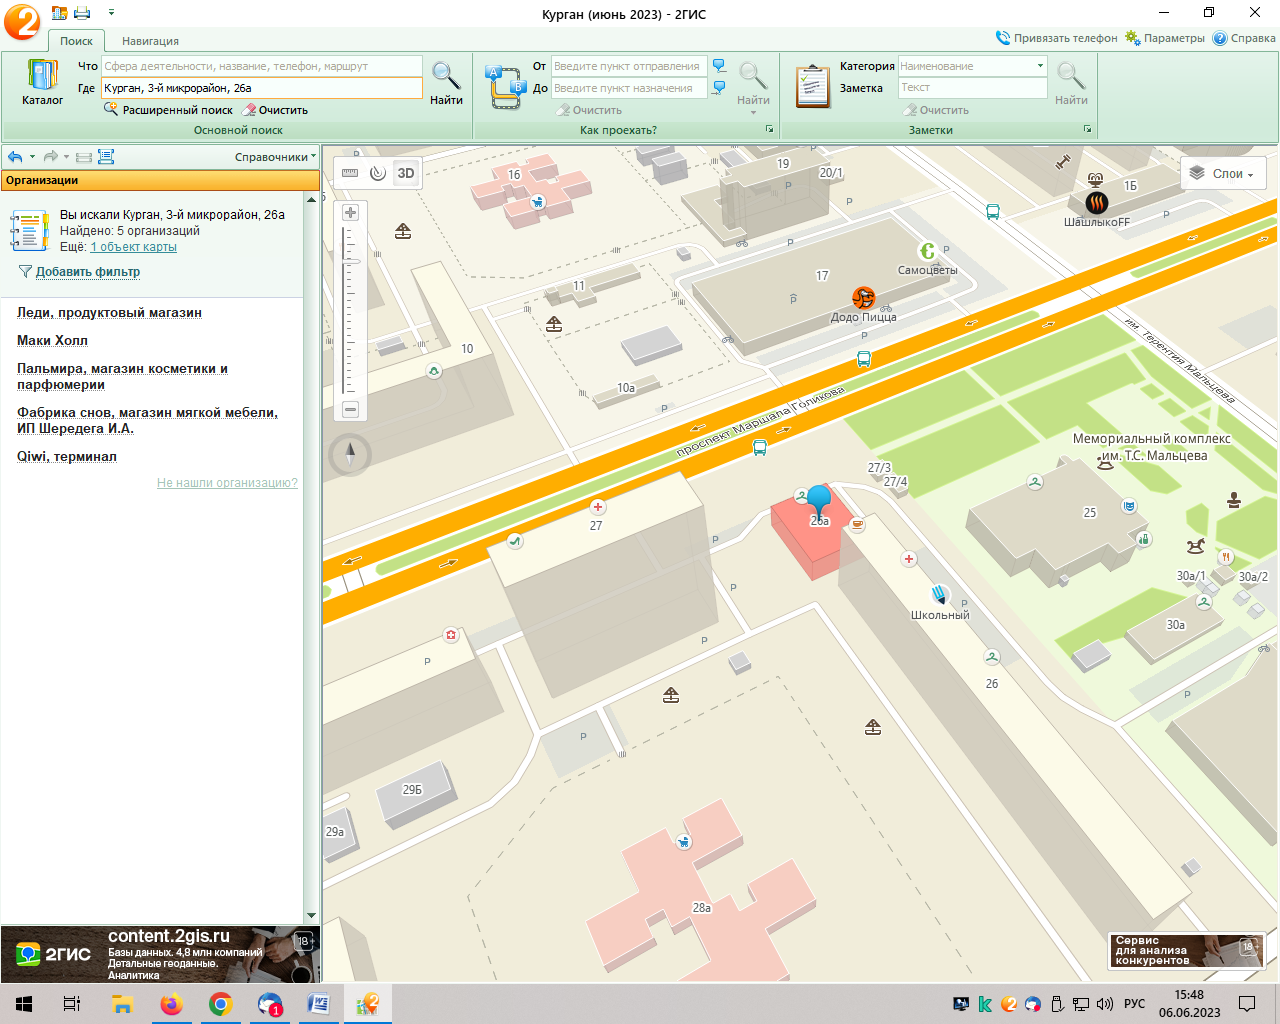 Курган (июнь 2023) - 2ГИС
Поиск
Навигация
Привязать телефон
Параметры
Справка
Каталог
Что
Сфера деятельности, название, телефон, маршрут
Где
Курган, 3-й микрорайон, 26а
Расширенный поиск
Очистить
Найти
Основной поиск
От
Введите пункт отправления
До
Введите пункт назначения
Очистить
Найти
Как проехать?
Категория
Наименование
Заметка
Текст
Очистить
Найти
Заметки
Справочники
Организации
Вы искали Курган, 3-й микрорайон, 26а
Найдено: 5 организаций
Ещё: 1 объект карты
Добавить фильтр
Леди, продуктовый магазин
Маки Холл
Пальмира, магазин косметики и
парфюмерии
Фабрика снов, магазин мягкой мебели,
ИП Шередега И.А.
Qiwi, терминал
Не нашли организацию?
2ГИС
content.2gis.ru
Базы данных. 4,8 млн компаний
Детальные геоданные.
Аналитика
18+
3D
Слои
16
19
20/1
1Б
ШашлыкоFF
Самоцветы
17
Додо Пицца
11
10
10а
проспект Маршала Голикова
им. Терентия Мальцева
Мемориальный комплекс
им. Т.С. Мальцева
27/3
27/4
25
27
26а
30а/1
30а/2
Школьный
30а
26
29Б
29а
28а
Сервис
для анализа
конкурентов
18+
РУС
15:48
06.06.2023